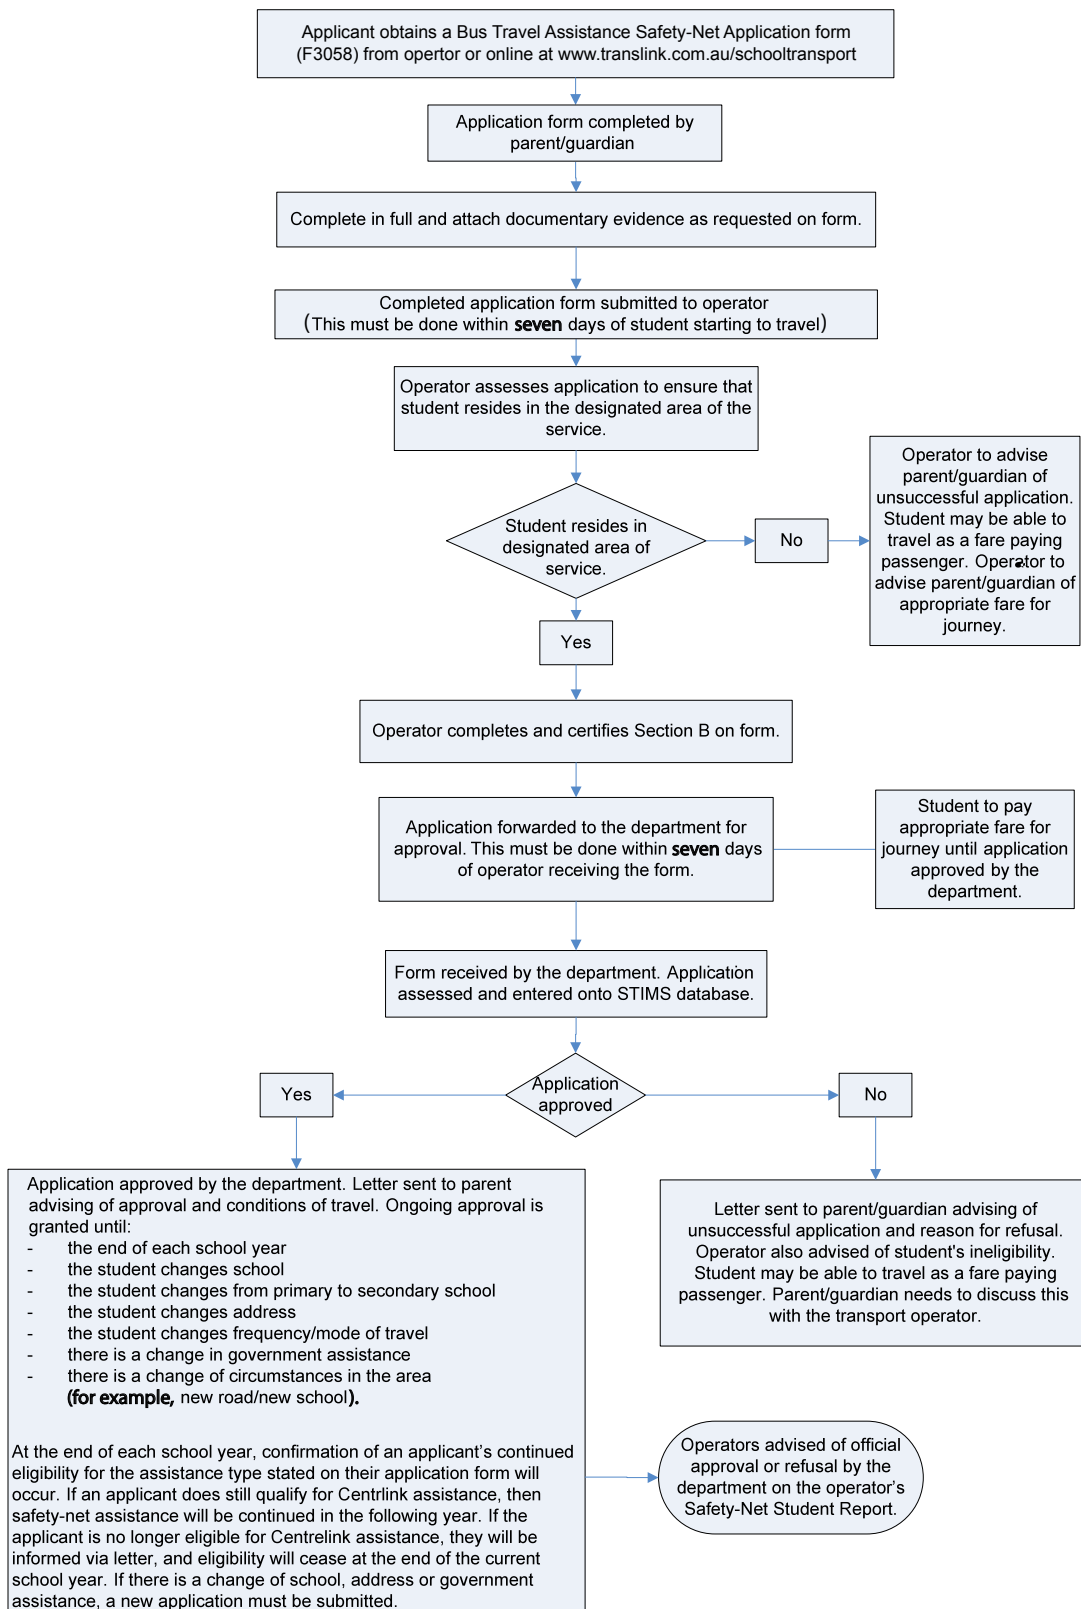 Applicant obtains a Bus Travel Assistance Safety-Net Application form
(F3058) from opertor or online at www.translink.com.au/schooltransport
Application form completed by
parent/guardian
Complete in full and attach documentary evidence as requested on form.
Completed application form submitted to operator
(This must be done within seven days of student starting to travel)
Operator assesses application to ensure that
student resides in the designated area of the
service.
Student resides in
designated area of
service.
No
Operator to advise
parent/guardian of
unsuccessful application.
Student may be able to
travel as a fare paying
passenger. Operator to
advise parent/guardian of
appropriate fare for
journey.
Yes
Operator completes and certifies Section B on form.
Application forwarded to the department for
approval. This must be done within seven days
of operator receiving the form.
Student to pay
appropriate fare for
journey until application
approved by the
department.
Form received by the department. Application
assessed and entered onto STIMS database.
Application
approved
Yes
No
Application approved by the department. Letter sent to parent
advising of approval and conditions of travel. Ongoing approval is
granted until:
- the end of each school year
- the student changes school
- the student changes from primary to secondary school
- the student changes address
- the student changes frequency/mode of travel
- there is a change in government assistance
- there is a change of circumstances in the area
(for example, new road/new school).
At the end of each school year, confirmation of an applicant's continued
eligibility for the assistance type stated on their application form will
occur. If an applicant does still qualify for Centrlink assistance, then
safety-net assistance will be continued in the following year. If the
applicant is no longer eligible for Centrelink assistance, they will be
informed via letter, and eligibility will cease at the end of the current
school year. If there is a change of school, address or government
assistance, a new application must be submitted.
Letter sent to parent/guardian advising of
unsuccessful application and reason for refusal.
Operator also advised of student's ineligibility.
Student may be able to travel as a fare paying
passenger. Parent/guardian needs to discuss this
with the transport operator.
Operators advised of official
approval or refusal by the
department on the operator's
Safety-Net Student Report.